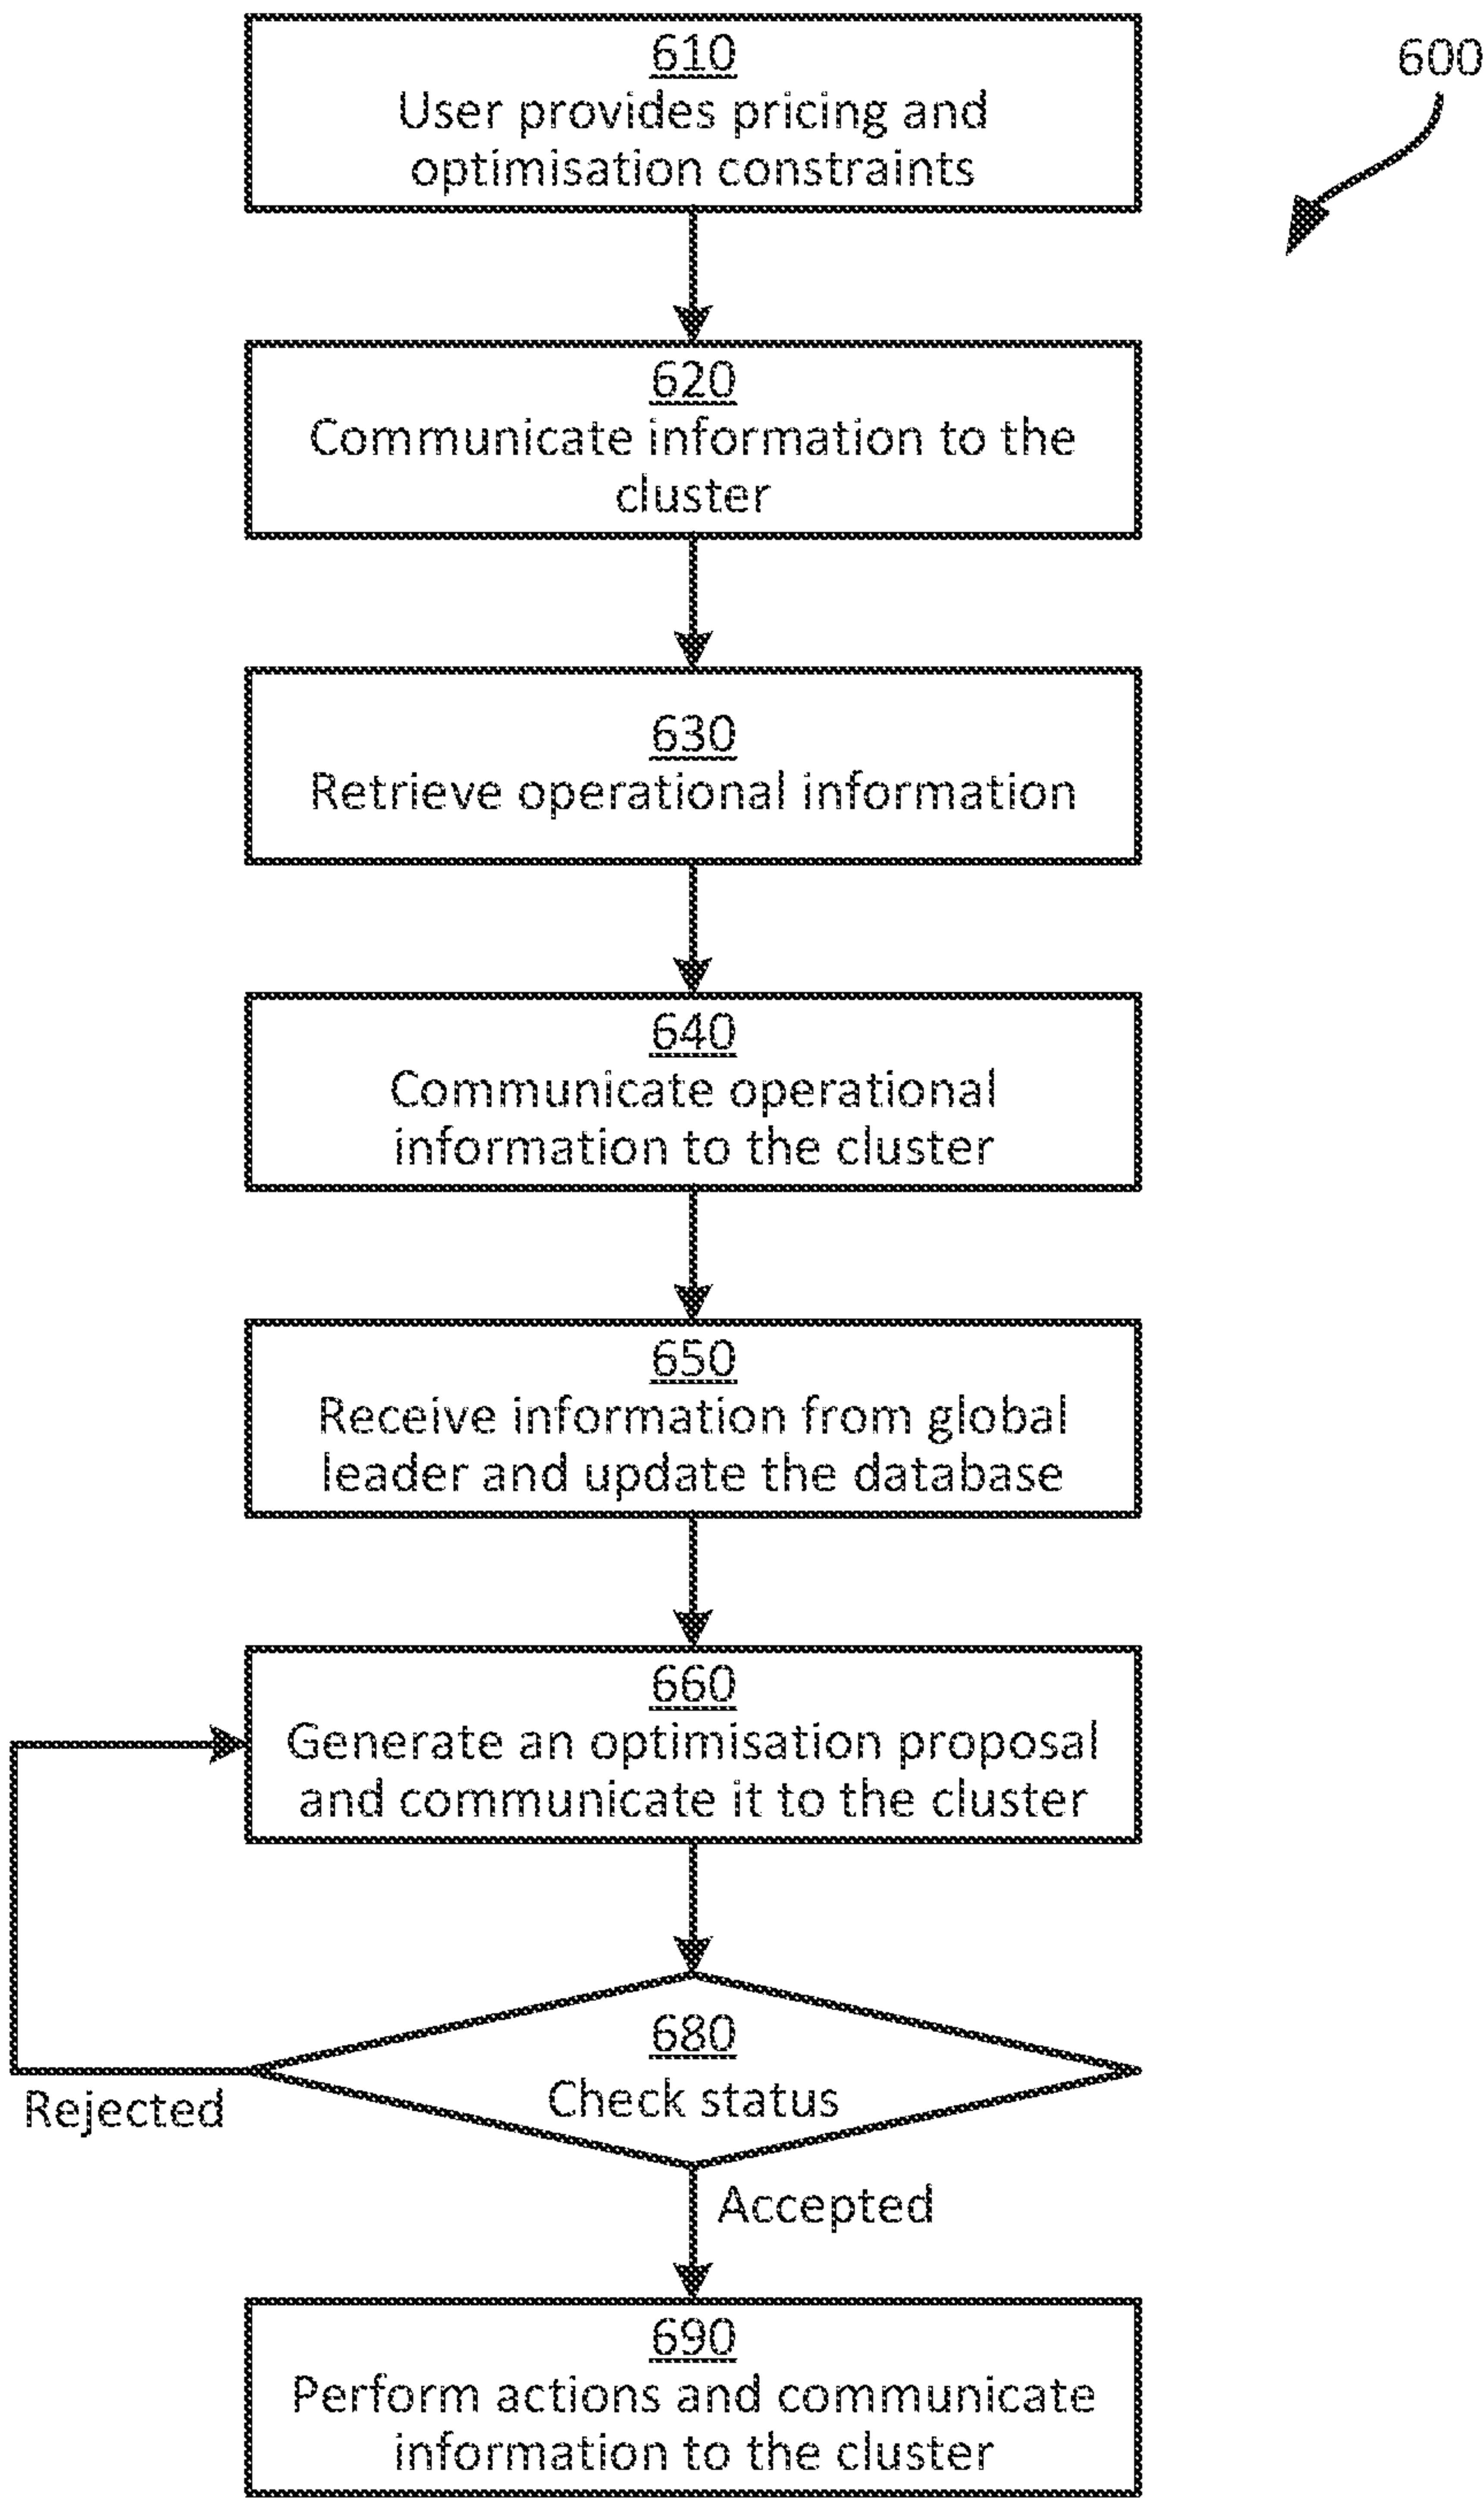 610
User provides pricing and
optimisation constraints
600
620
Communicate information to the
cluster
630
Retrieve operational information
640
Communicate operational
information to the cluster
650
Receive information from global
leader and update the database
660
Generate an optimisation proposal
and communicate it to the cluster
680
Check status
Rejected
Accepted
690
Perform actions and communicate
information to the cluster